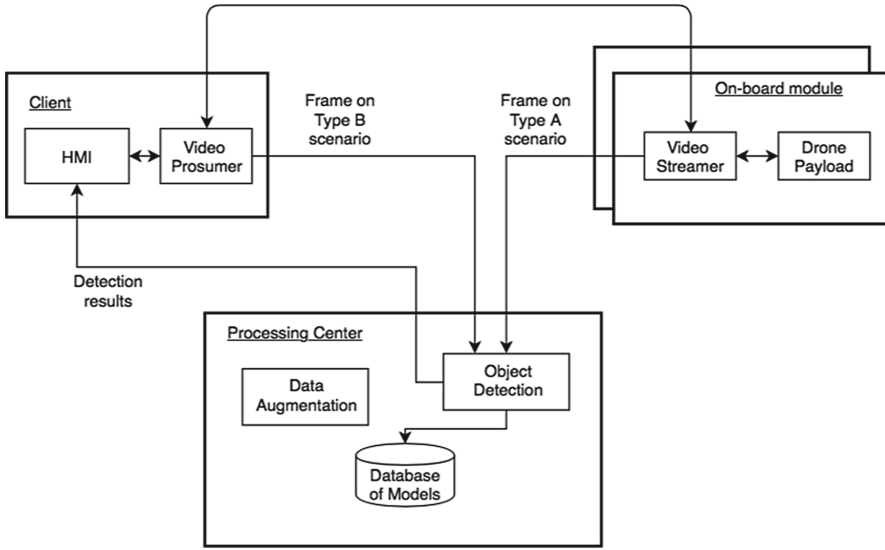 Client
HMI
Video
Prosumer
Frame on
Type B
scenario
Frame on
Type A
scenario
On-board module
Video
Streamer
Drone
Payload
Detection
results
Processing Center
Data
Augmentation
Object
Detection
Database
of Models